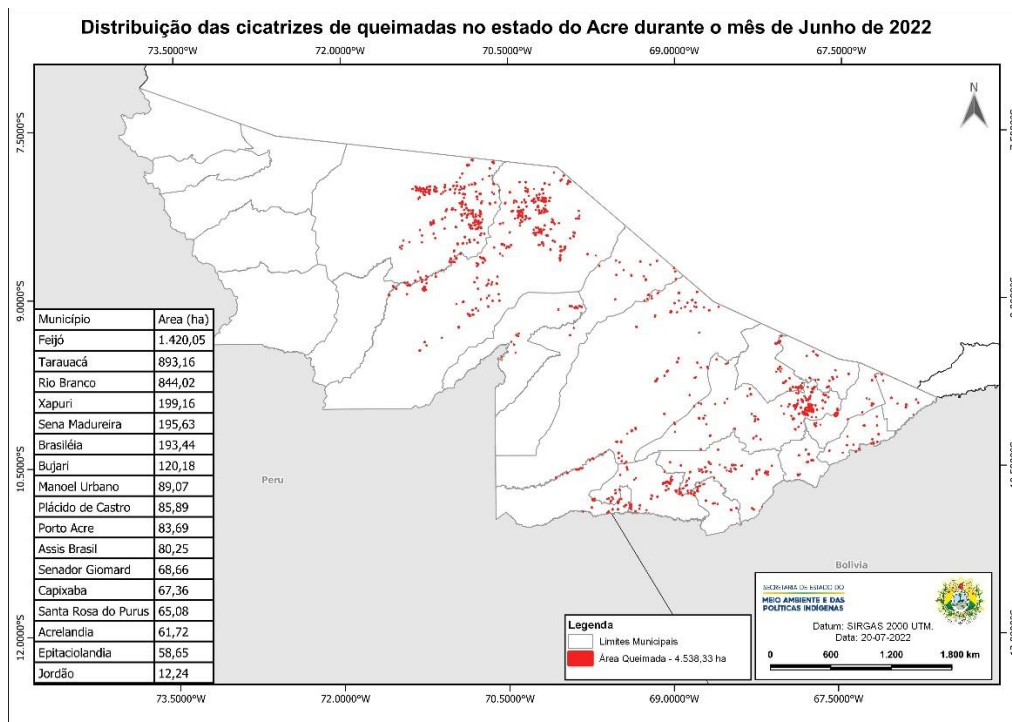 Distribuição das cicatrizes de queimadas no estado do Acre durante o mês de Junho de 2022
73.5000°W 72.0000°W 70.5000°W 69.0000°W 67.5000°W
N
7.5000°S
9.0000°S
10.5000°S
12.0000°S
Município Area (ha)
Feijó 1.420,05
Tarauacá 893,16
Rio Branco 844,02
Xapuri 199,16
Sena Madureira 195,63
Brasiléia 193,44
Bujari 120,18
Manoel Urbano 89,07
Plácido de Castro 85,89
Porto Acre 83,69
Assis Brasil 80,25
Senador Giomard 68,66
Capixaba 67,36
Santa Rosa do Purus 65,08
Acrelandia 61,72
Epitaciolandia 58,65
Jordão 12,24
Peru
Bolivia
Legenda
Limites Municipais
Área Queimada - 4.538,33 ha
SECRETARIA DE ESTADO DO
MEIO AMBIENTE E DAS
POLÍTICAS INDÍGENAS
Datum: SIRGAS 2000 UTM.
Data: 20-07-2022
0 600 1.200 1.800 km
73.5000°W 72.0000°W 70.5000°W 69.0000°W 67.5000°W